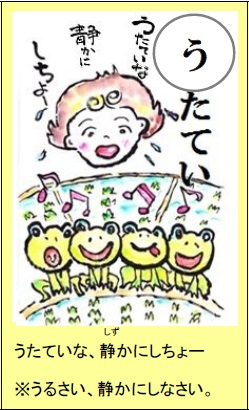 うたてい
うたていな
静かに
しちょー
しず
うたていな、静かにしちょー
※うるさい、静かにしなさい。